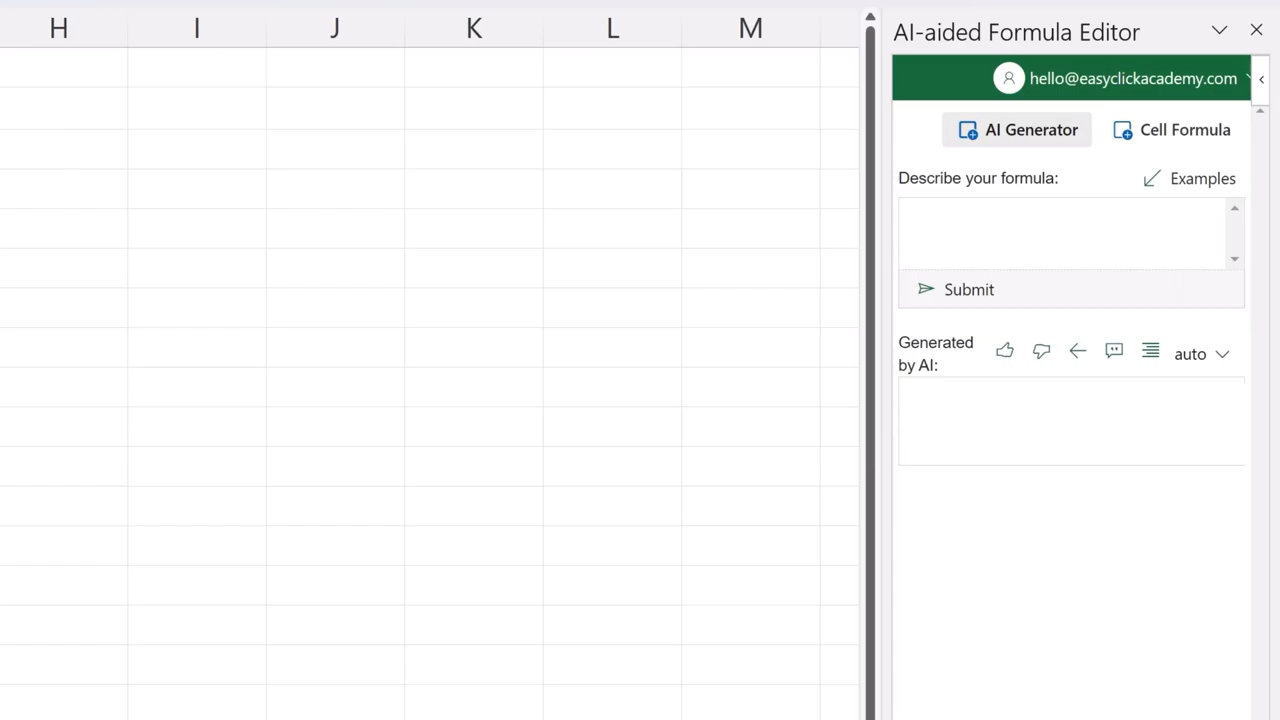 H I J K L M
AI-aided Formula Editor
hello@easyclickacademy.com
AI Generator Cell Formula
Describe your formula: Examples
Submit
Generated
by AI:
auto